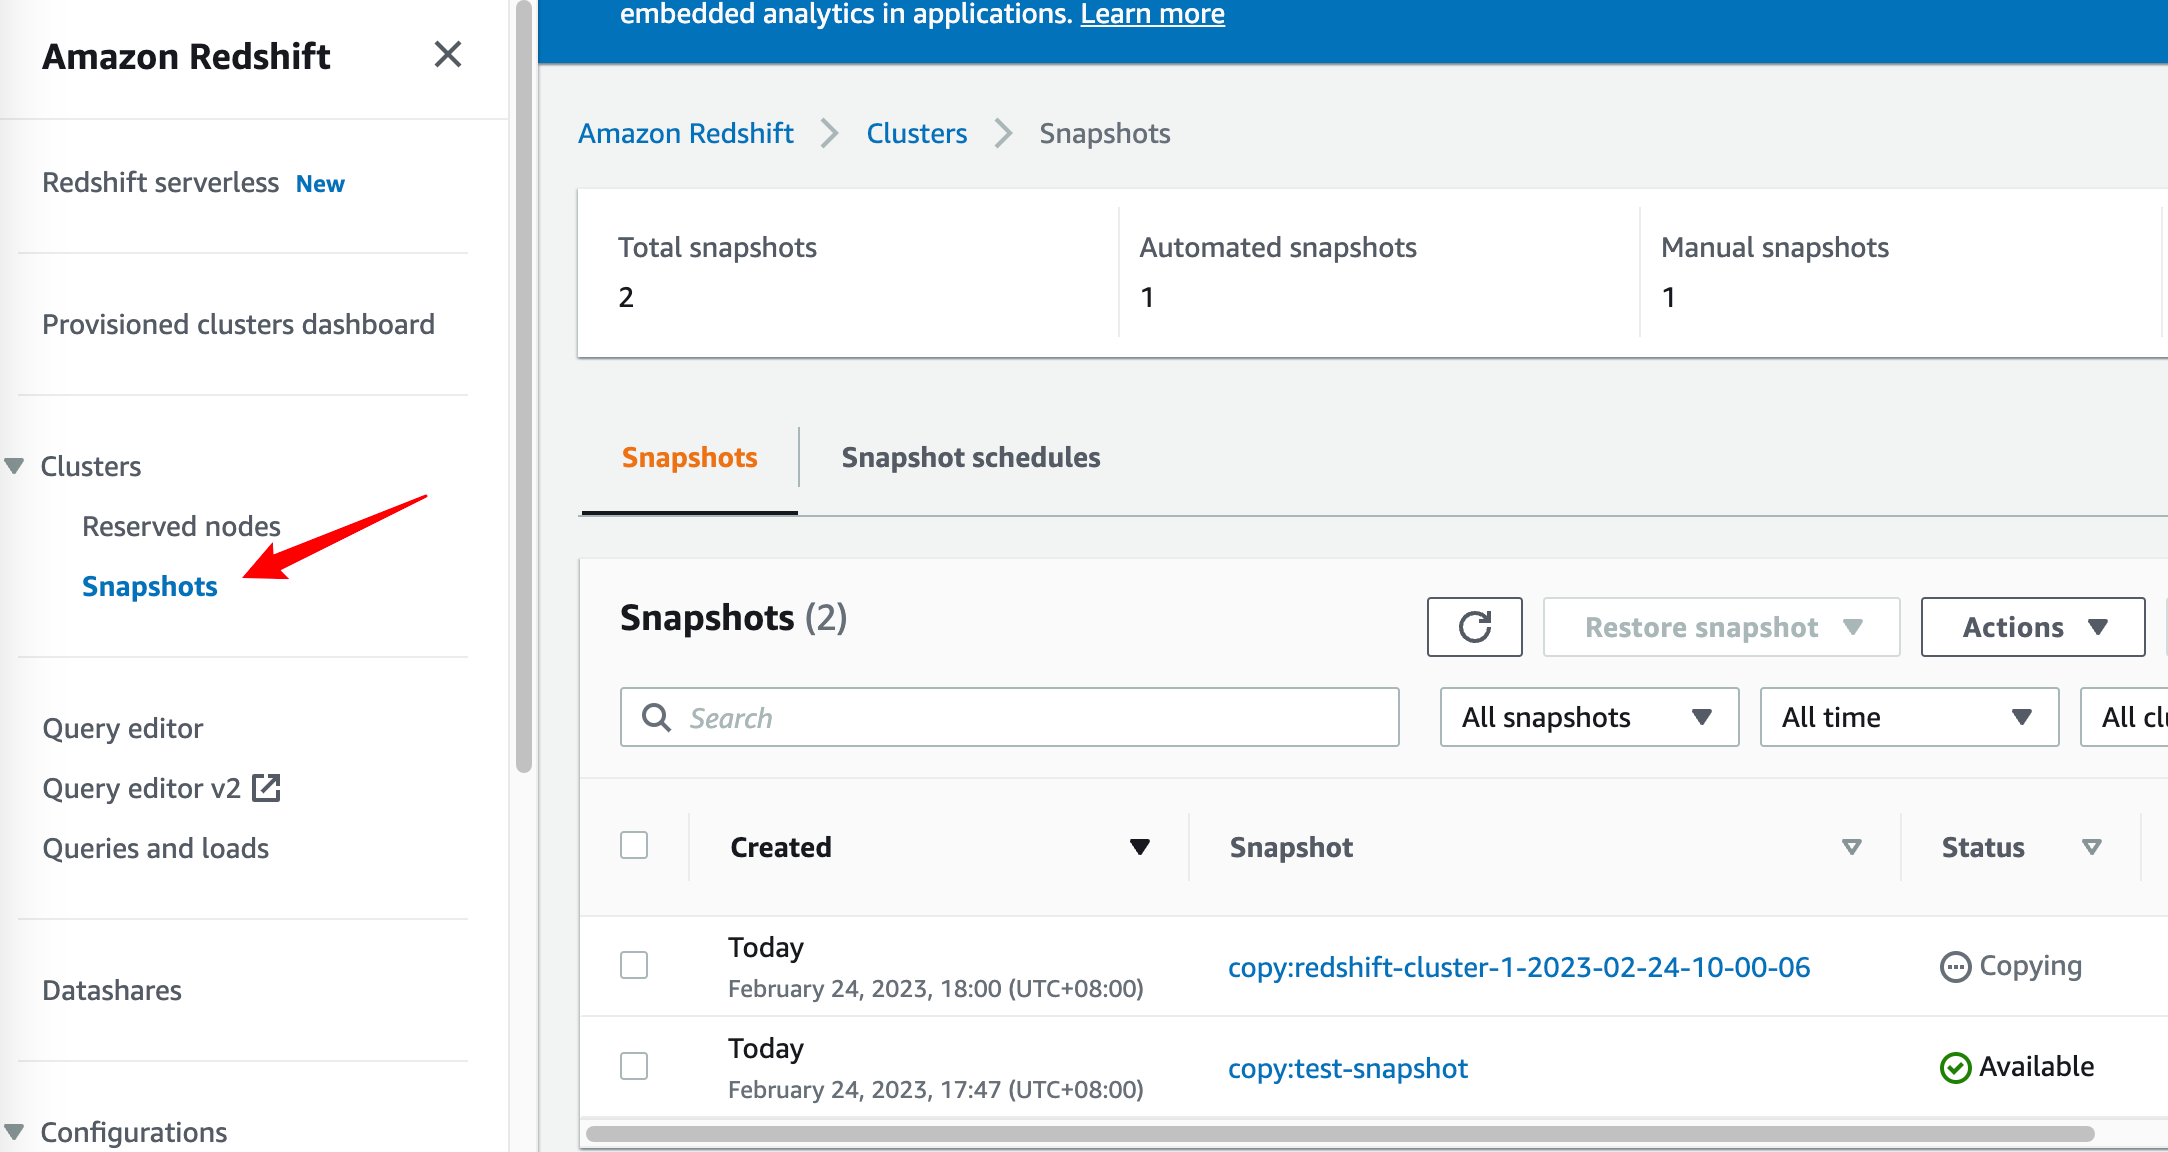 Amazon Redshift
Redshift serverless New
Provisioned clusters dashboard
Clusters
Reserved nodes
Snapshots
Query editor
Query editor v2
Queries and loads
Datashares
Configurations
embedded analytics in applications. Learn more
Amazon Redshift Clusters Snapshots
Total snapshots
2
Automated snapshots
1
Manual snapshots
1
Snapshots Snapshot schedules
Snapshots (2)
Restore snapshot Actions
Search All snapshots All time All cl
Created Snapshot Status
Today
February 24, 2023, 18:00 (UTC+08:00)
copy:redshift-cluster-1-2023-02-24-10-00-06
Copying
Today
February 24, 2023, 17:47 (UTC+08:00)
copy:test-snapshot
Available